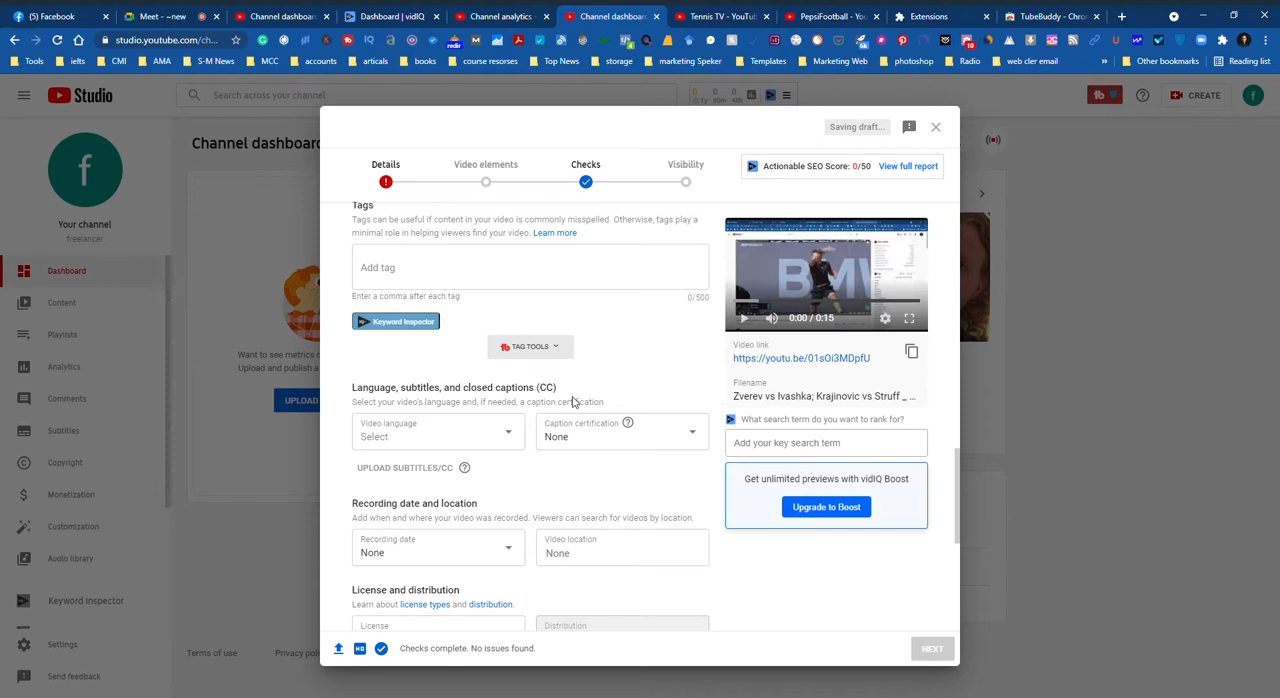 (5) Facebook
Meet - ~new
Channel dashboard
Dashboard | vidIQ
Channel analytics -
Channel dashboard
Tennis TV - YouTu
PepsiFootball - Yo
Extensions
TubeBuddy - Chro
studio.youtube.com/ch...
Tools
ielts
CMI
AMA
S-M News
MCC
accounts
articals
books
course resorses
Top News
storage
marketing Speker
Templates
Marketing Web
photoshop
Radio
web cler email
Other bookmarks
Reading list
Studio
Search across your channel
CREATE
f
Your channel
freelancer
Dashboard
Content
Playlists
Analytics
Comments
Subtitles
Copyright
Monetization
Customization
Audio library
Keyword Inspector
Settings
Send feedback
Channel dashboard
Want to see metrics o
Upload and publish a
UPLOAD
Terms of use
Privacy poli
Saving draft...
Details
Video elements
Checks
Visibility
Actionable SEO Score: 0/50 View full report
Tags
Tags can be useful if content in your video is commonly misspelled. Otherwise, tags play a
minimal role in helping viewers find your video. Learn more
Add tag
Enter a comma after each tag
0/500
Keyword Inspector
TAG TOOLS
Language, subtitles, and closed captions (CC)
Select your video's language and, if needed, a caption certification
Video language
Select
Caption certification
None
UPLOAD SUBTITLES/CC
Recording date and location
Add when and where your video was recorded. Viewers can search for videos by location.
Recording date
None
Video location
None
License and distribution
Learn about license types and distribution.
License
Distribution
BMW
0:00 / 0:15
Video link
https://youtu.be/01sOi3MDpfU
Filename
Zverev vs Ivashka; Krajinovic vs Struff _ ...
What search term do you want to rank for?
Add your key search term
Get unlimited previews with vidIQ Boost
Upgrade to Boost
Checks complete. No issues found.
NEXT